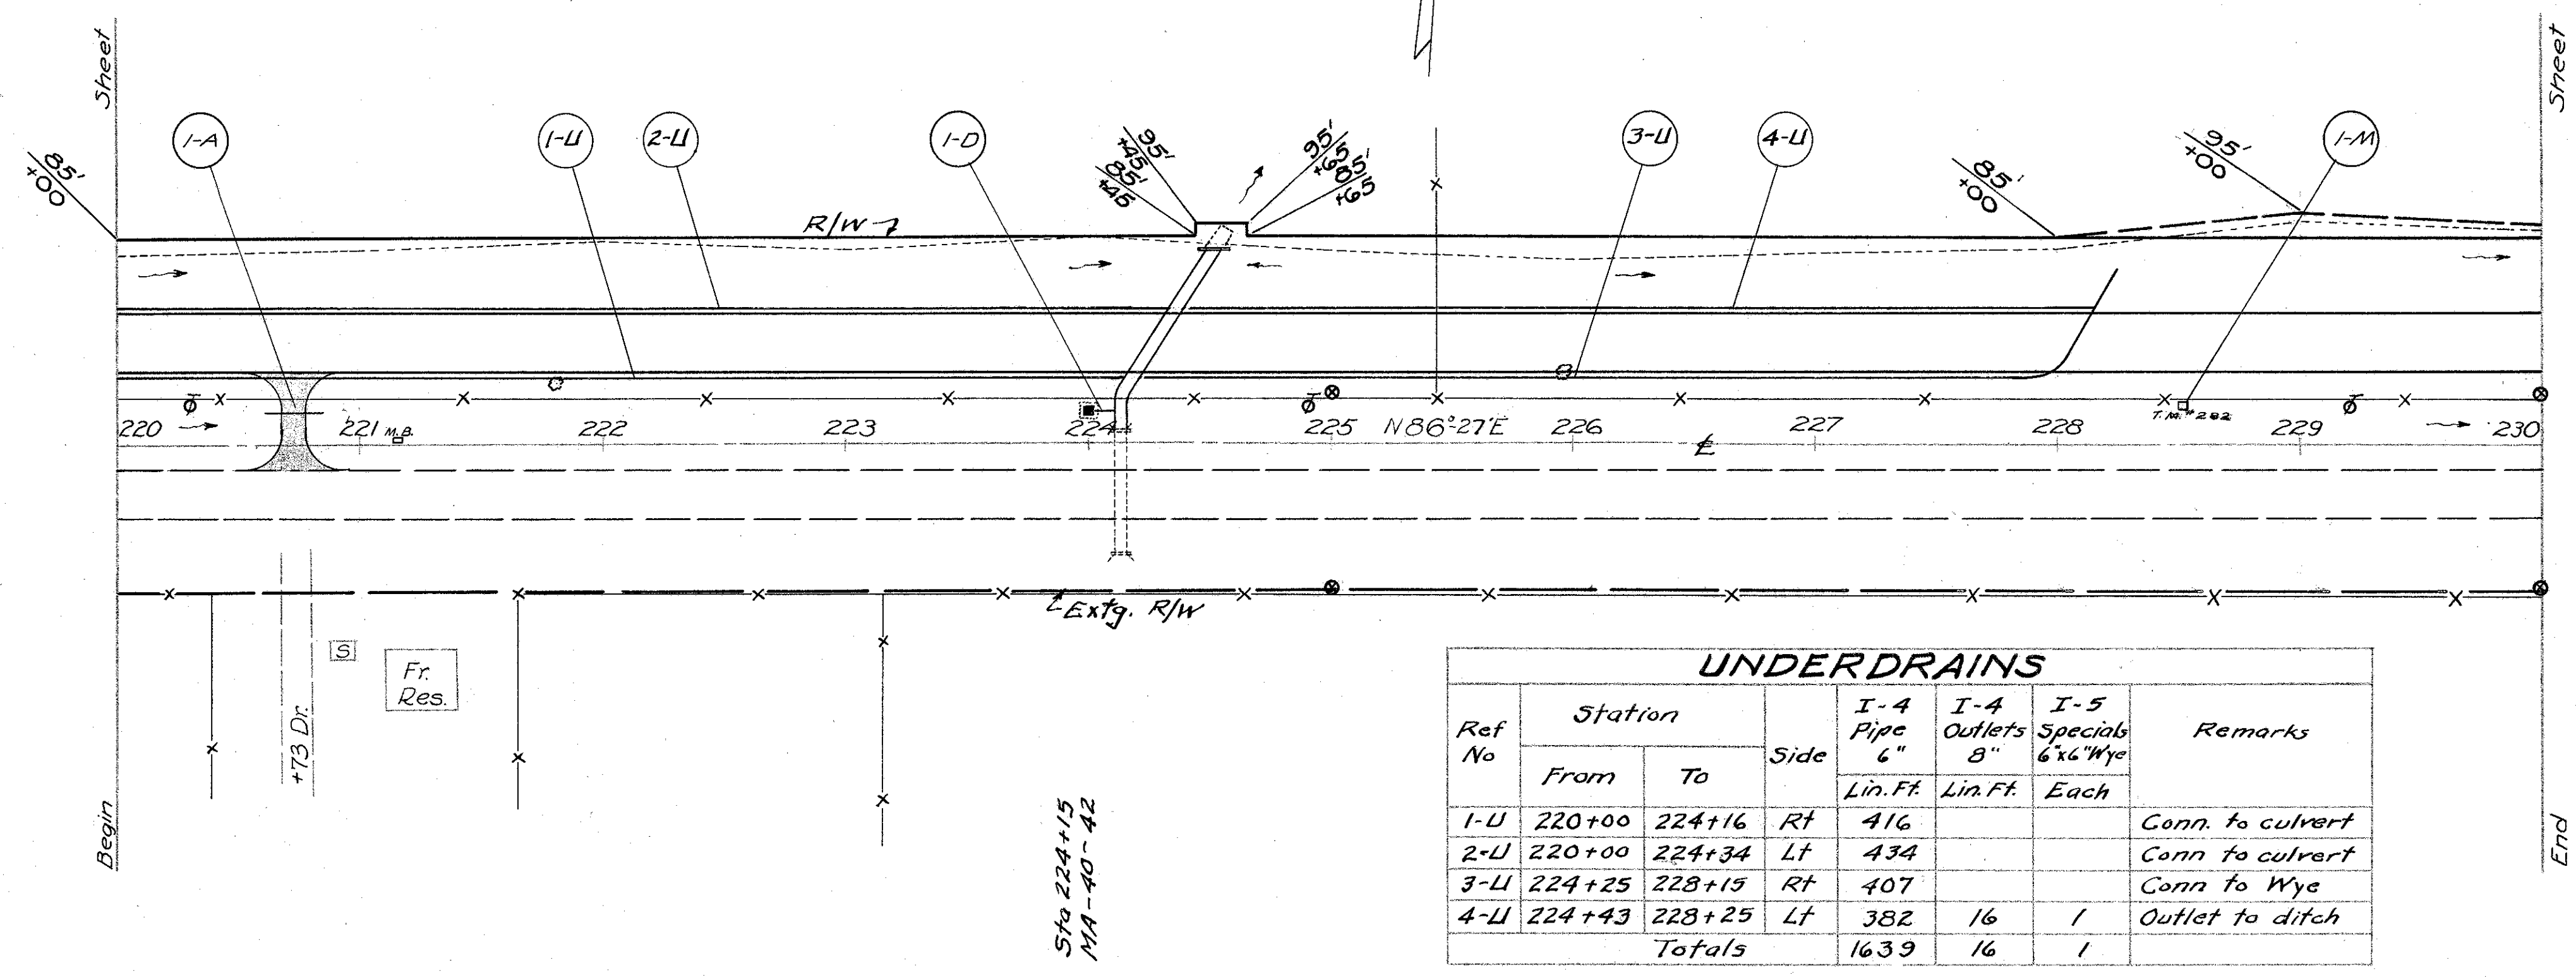 Sheet
Sheet
1-A
1-U
2-U
1-D
3-U
4-U
1-M
85'
+00
95'
+45
85'
+45
95'
+65
85'
+65
85'
+00
95'
+00
R/W
220
221 M.B.
222
223
224
225
N 86°-27'E
226
227
228
T.M. # 282
229
230
℄
Extg. R/W
S
Fr.
Res.
+73 Dr.
Begin
End
Sta 224+15
MA-40-42
UNDERDRAINS
Ref No | Station From | To | Side | I-4 Pipe 6" Lin. Ft. | I-4 Outlets 8" Lin. Ft. | I-5 Specials 6"x6" Wye Each | Remarks
1-U | 220+00 | 224+16 | Rt | 416 | | | Conn. to culvert
2-U | 220+00 | 224+34 | Lt | 434 | | | Conn to culvert
3-U | 224+25 | 228+15 | Rt | 407 | | | Conn to Wye
4-U | 224+43 | 228+25 | Lt | 382 | 16 | 1 | Outlet to ditch
Totals | 1639 | 16 | 1